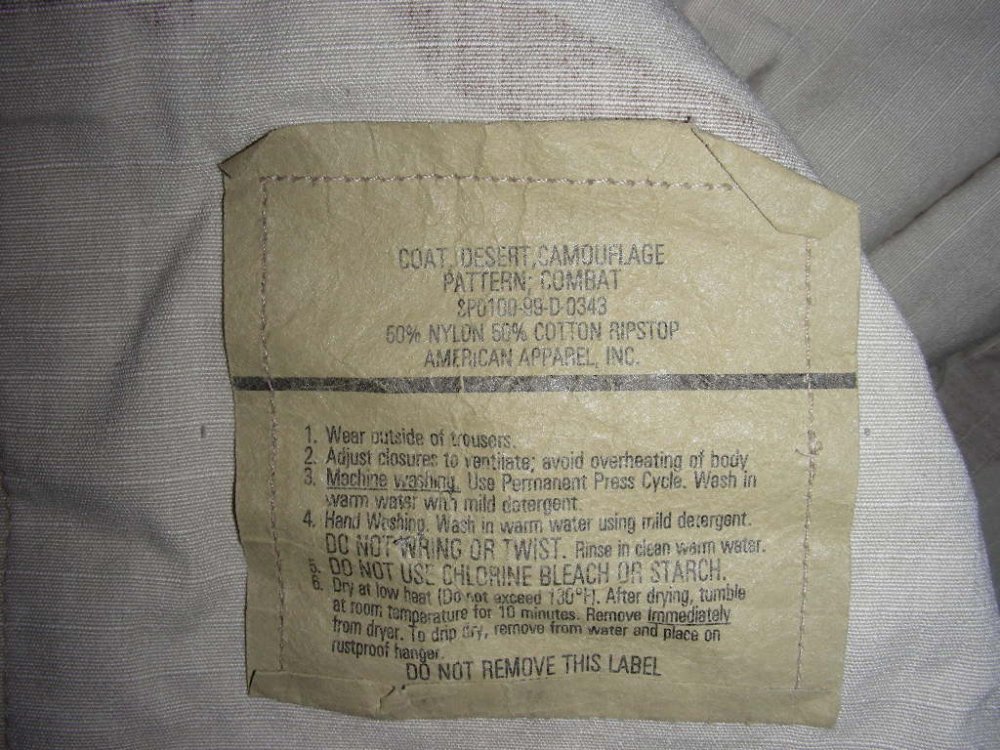 COAT, DESERT, CAMOUFLAGE
PATTERN; COMBAT
SP0100-99-D-0343
50% NYLON 50% COTTON RIPSTOP
AMERICAN APPAREL, INC.
1. Wear outside of trousers.
2. Adjust closures to ventilate; avoid overheating of body
3. Machine washing. Use Permanent Press Cycle. Wash in
warm water with mild detergent
4. Hand Washing. Wash in warm water using mild detergent.
DO NOT WRING OR TWIST. Rinse in clean warm water.
5. DO NOT USE CHLORINE BLEACH OR STARCH.
6. Dry at low heat (Do not exceed 130°F). After drying, tumble
at room temperature for 10 minutes. Remove immediately
from dryer. To drip dry, remove from water and place on
rustproof hanger.
DO NOT REMOVE THIS LABEL